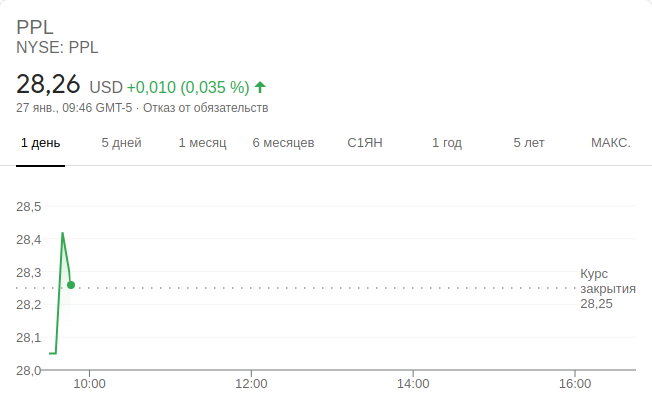 PPL
NYSE: PPL
28,26 USD +0,010 (0,035 %)
27 янв., 09:46 GMT-5 · Отказ от обязательств
1 день 5 дней 1 месяц 6 месяцев С1ЯН 1 год 5 лет МАКС.
28,5
28,4
28,3
28,2
28,1
28,0
Курс
закрытия
28,25
10:00 12:00 14:00 16:00